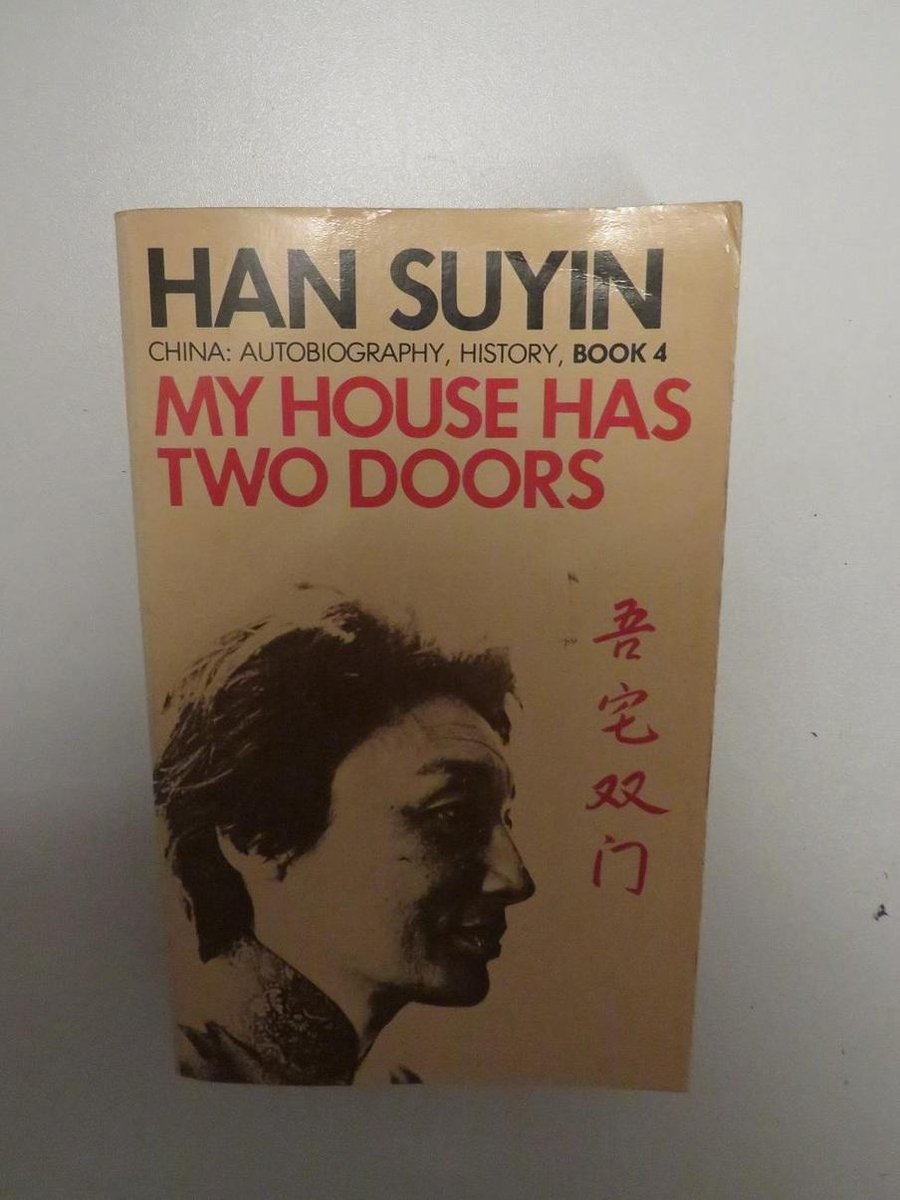 HAN SUYIN
CHINA: AUTOBIOGRAPHY, HISTORY, BOOK 4
MY HOUSE HAS
TWO DOORS
吾宅双门